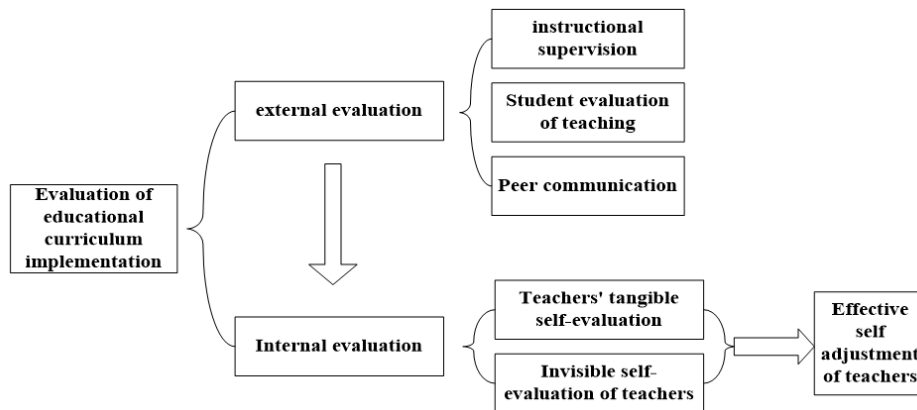 instructional
supervision
external evaluation
Student evaluation
of teaching
Peer communication
Evaluation of
educational
curriculum
implementation
Internal evaluation
Teachers' tangible
self-evaluation
Invisible self-
evaluation of teachers
Effective
self
adjustment
of teachers